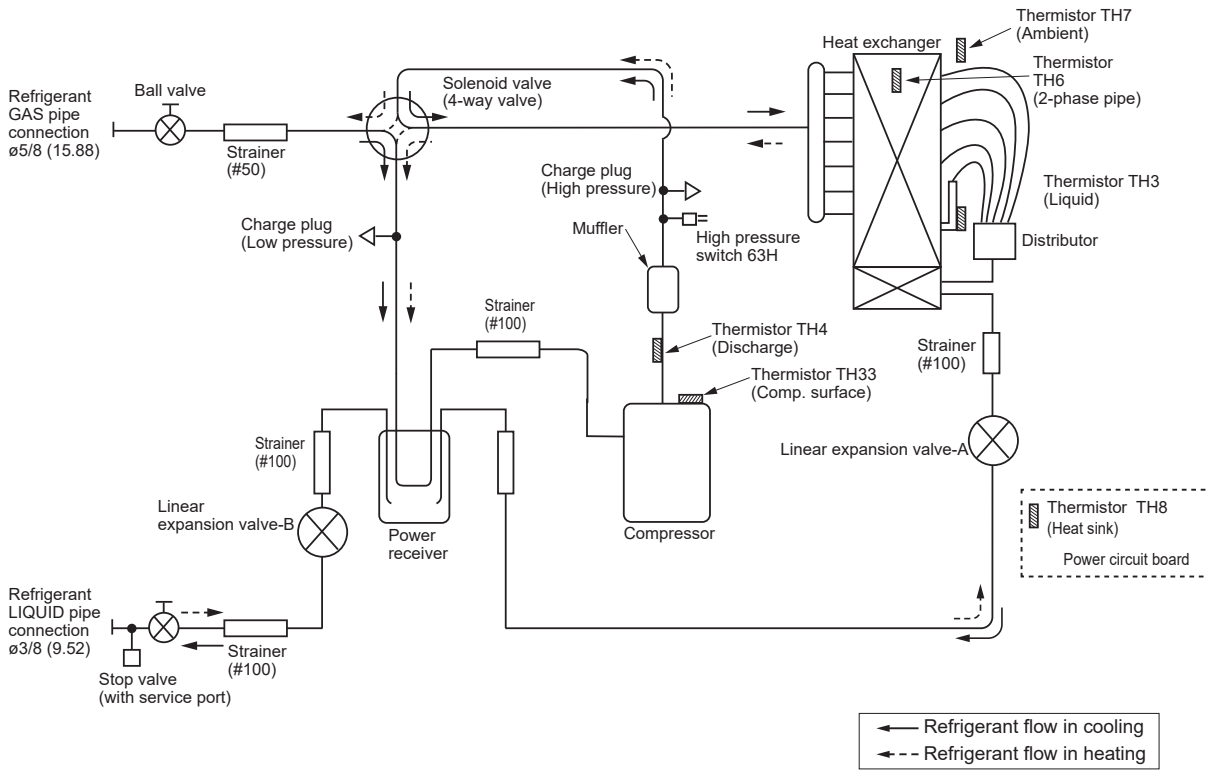 Thermistor TH7
(Ambient)
Heat exchanger
Thermistor
TH6
(2-phase pipe)
Refrigerant
GAS pipe
connection
ø5/8 (15.88)
Ball valve
Strainer
(#50)
Solenoid valve
(4-way valve)
Charge plug
(High pressure)
Thermistor TH3
(Liquid)
Charge plug
(Low pressure)
Muffler
High pressure
switch 63H
Distributor
Strainer
(#100)
Thermistor TH4
(Discharge)
Strainer
(#100)
Thermistor TH33
(Comp. surface)
Strainer
(#100)
Linear expansion valve-A
Linear
expansion valve-B
Power
receiver
Compressor
Thermistor TH8
(Heat sink)
Power circuit board
Refrigerant
LIQUID pipe
connection
ø3/8 (9.52)
Strainer
(#100)
Stop valve
(with service port)
Refrigerant flow in cooling
Refrigerant flow in heating